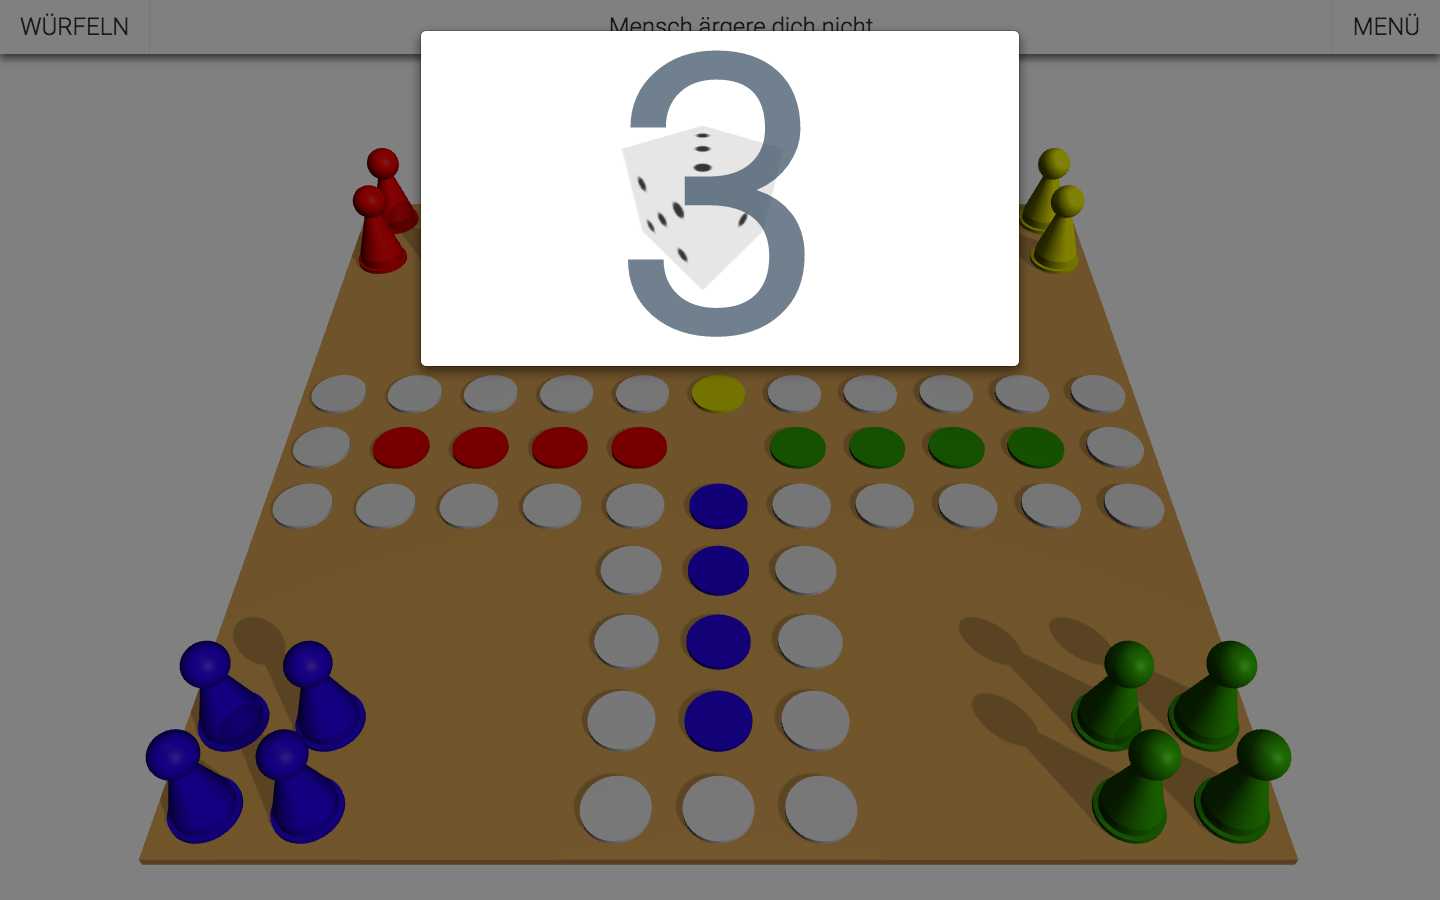 WÜRFELN
Mensch ärgere dich nicht
MENÜ
3